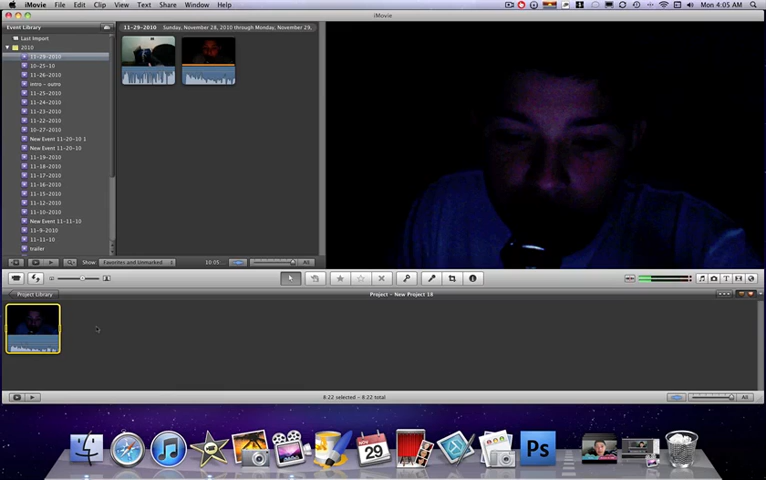 iMovie File Edit Clip View Text Share Window Help
Mon 4:05 AM
iMovie
Event Library
11-29-2010 Sunday, November 28, 2010 through Monday, November 29,
Last Import
2010
11-29-2010
10-25-10
11-26-2010
intro - outro
11-25-2010
11-24-2010
11-23-2010
11-22-2010
10-27-2010
New Event 11-20-10 1
New Event 11-20-10
11-19-2010
11-18-2010
11-17-2010
11-16-2010
11-15-2010
11-12-2010
11-10-2010
New Event 11-11-10
11-9-2010
11-11-10
trailer
Show: Favorites and Unmarked
10:05
All
Project Library
Project - New Project 18
8:22 selected - 8:22 total
All
NOV
29
Ps